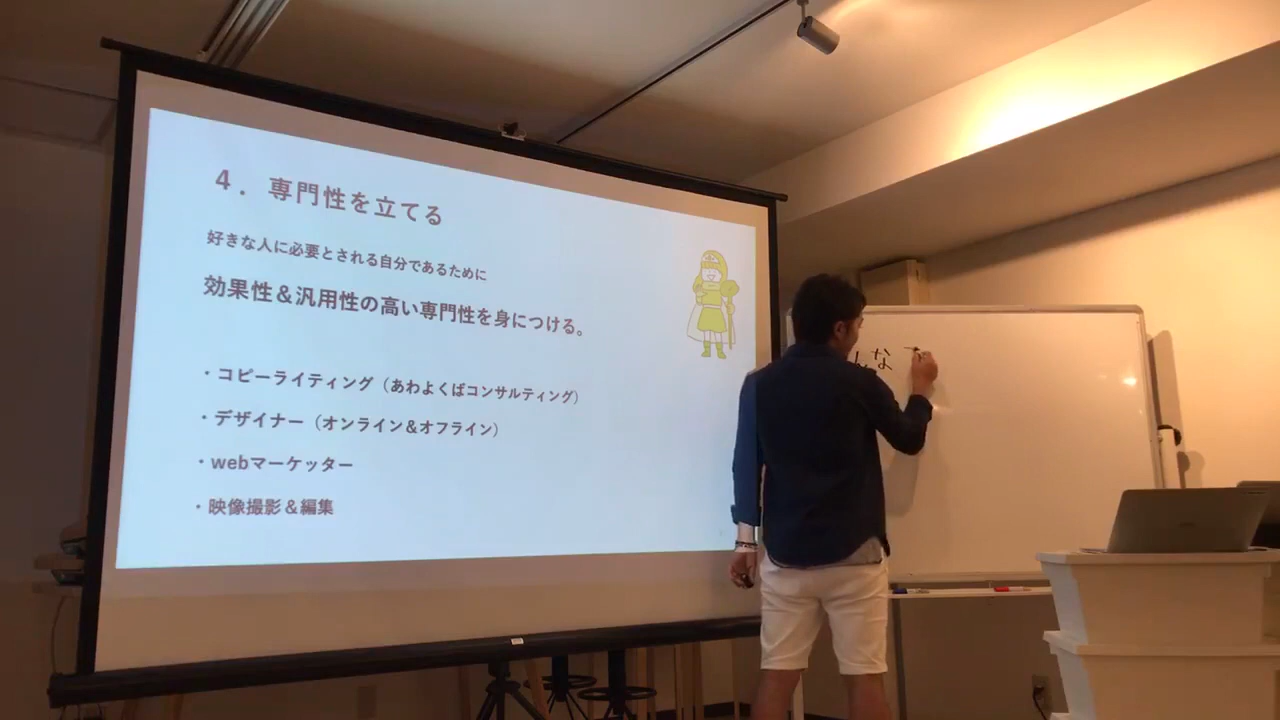 ４．専門性を立てる
好きな人に必要とされる自分であるために
効果性＆汎用性の高い専門性を身につける。
・コピーライティング（あわよくばコンサルティング）
・デザイナー（オンライン＆オフライン）
・webマーケッター
・映像撮影＆編集
んな